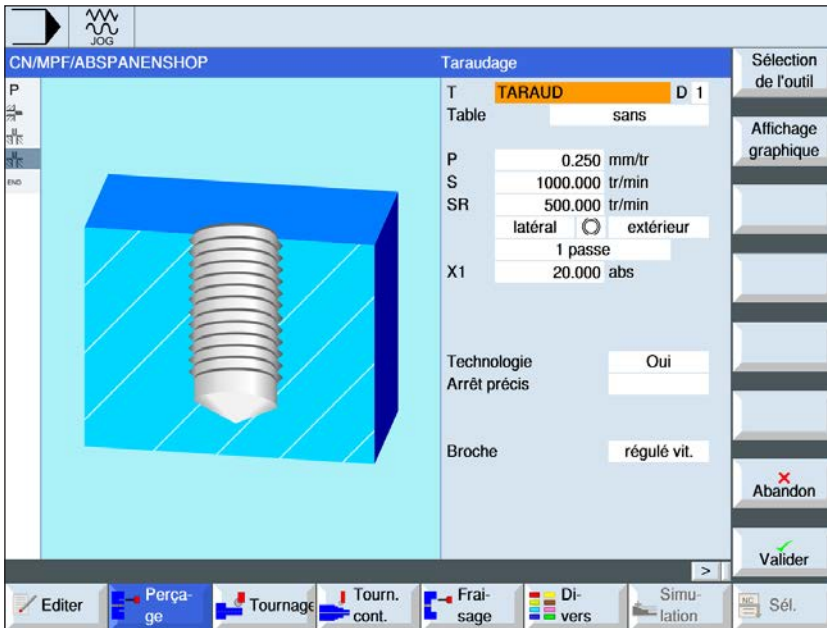 JOG
CN/MPF/ABSPANENSHOP
Taraudage
Sélection
de l'outil
P
END
T TARAUD D 1
Table sans
Affichage
graphique
P 0.250 mm/tr
S 1000.000 tr/min
SR 500.000 tr/min
latéral extérieur
1 passe
X1 20.000 abs
Technologie Oui
Arrêt précis
Broche régulé vit.
Abandon
Valider
>
Editer
Perça-
ge
Tournage
Tourn.
cont.
Frai-
sage
Di-
vers
Simu-
lation
NC
Sél.